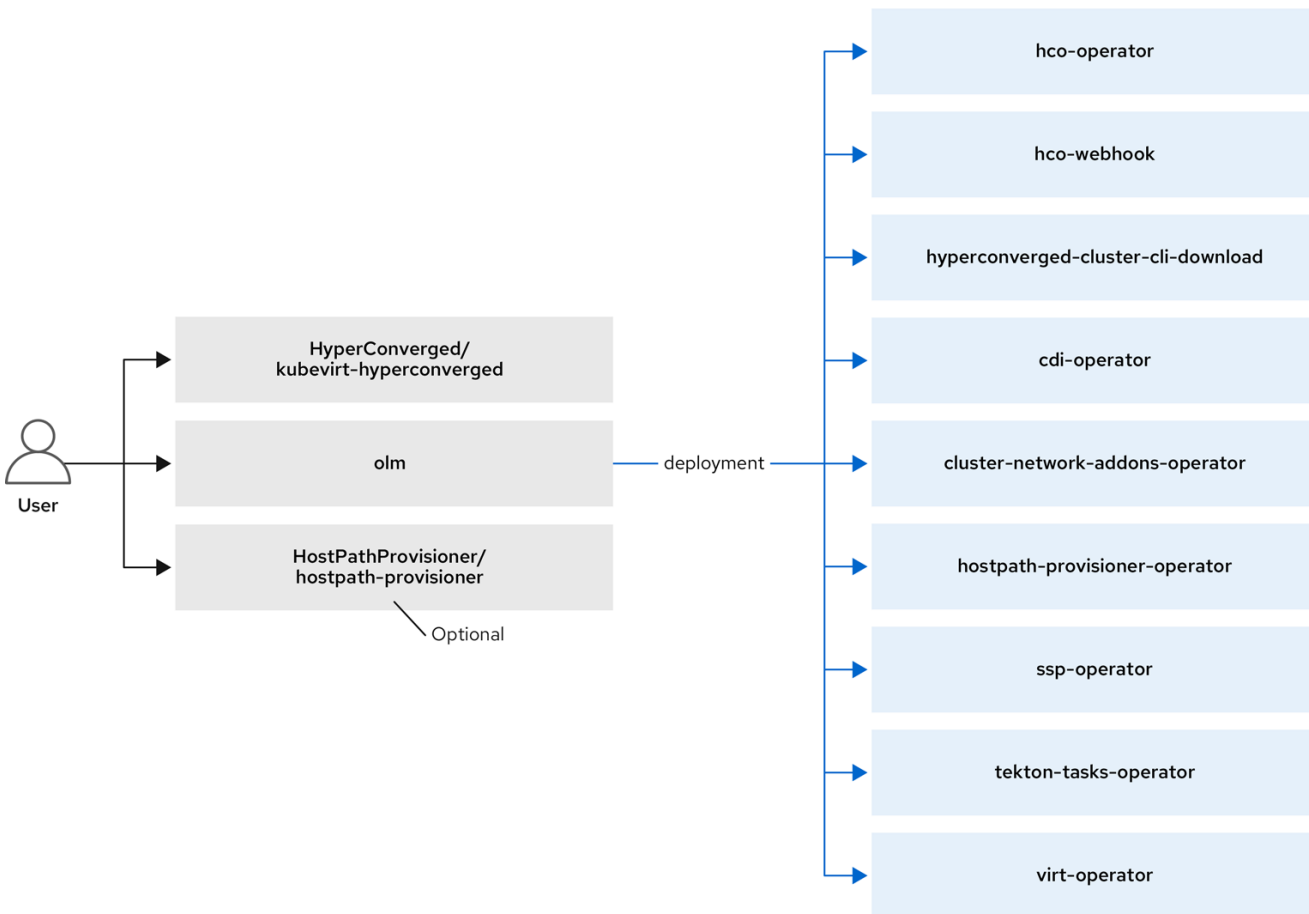 User
HyperConverged/
kubevirt-hyperconverged
olm
HostPathProvisioner/
hostpath-provisioner
Optional
deployment
hco-operator
hco-webhook
hyperconverged-cluster-cli-download
cdi-operator
cluster-network-addons-operator
hostpath-provisioner-operator
ssp-operator
tekton-tasks-operator
virt-operator